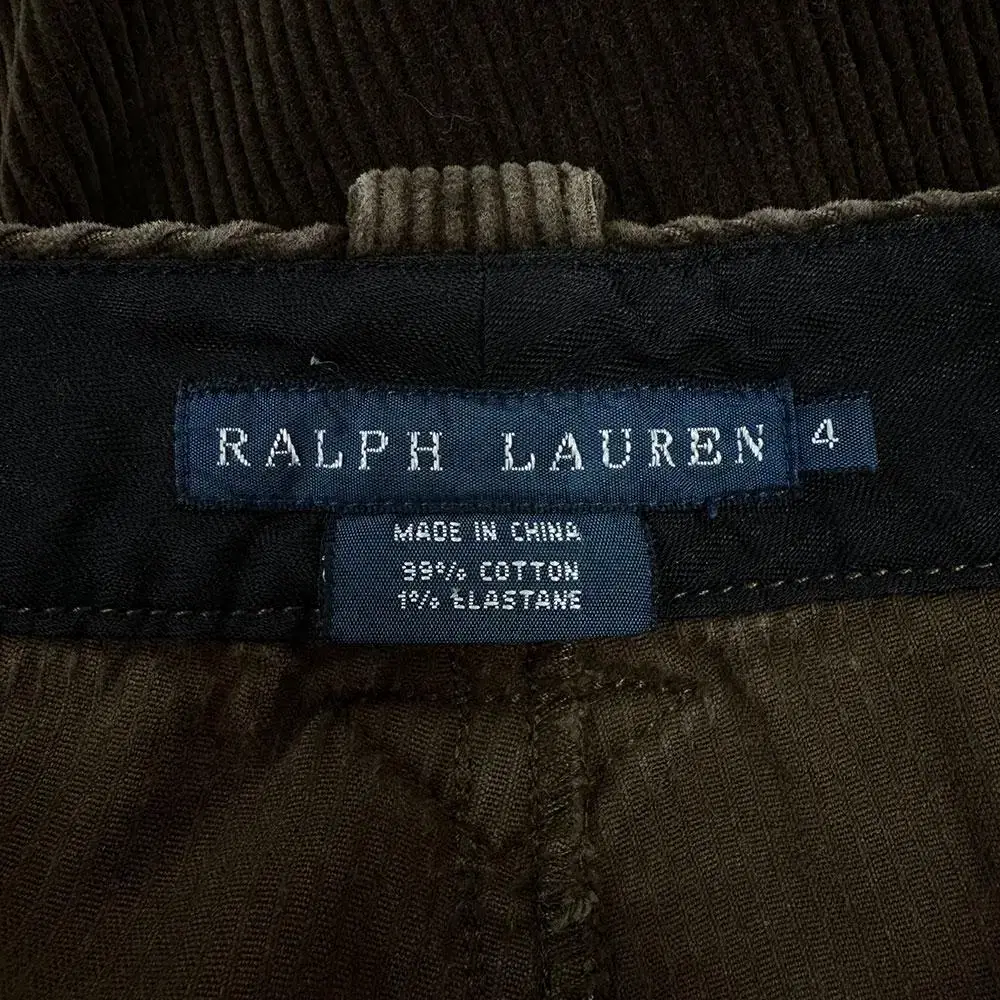 RALPH LAUREN 4
MADE IN CHINA
99% COTTON
1% ELASTANE